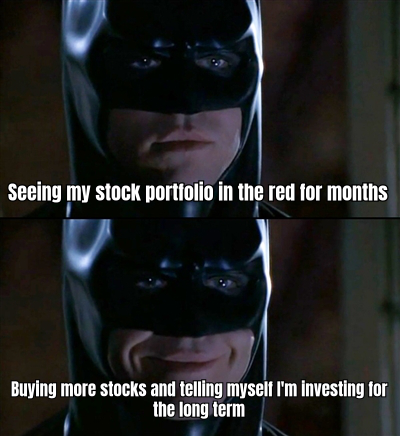 Seeing my stock portfolio in the red for months
Buying more stocks and telling myself I'm investing for
the long term